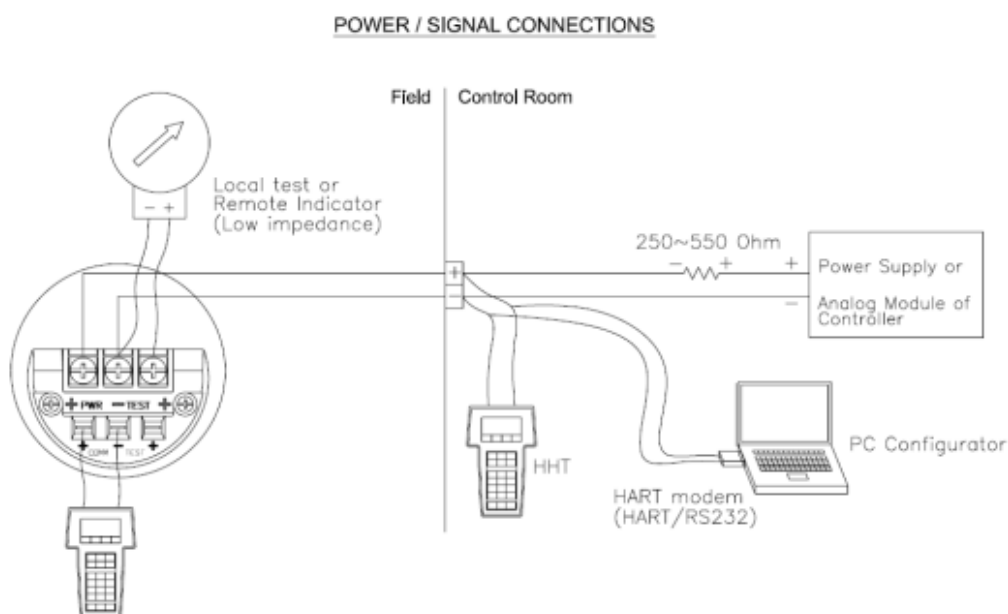 POWER / SIGNAL CONNECTIONS
Field
Control Room
Local test or
Remote Indicator
(Low impedance)
- +
250~550 Ohm
- +
+
-
+
-
Power Supply or
Analog Module of
Controller
+ PWR - TEST +
+ - +
COMM TEST
HHT
PC Configurator
HART modem
(HART/RS232)